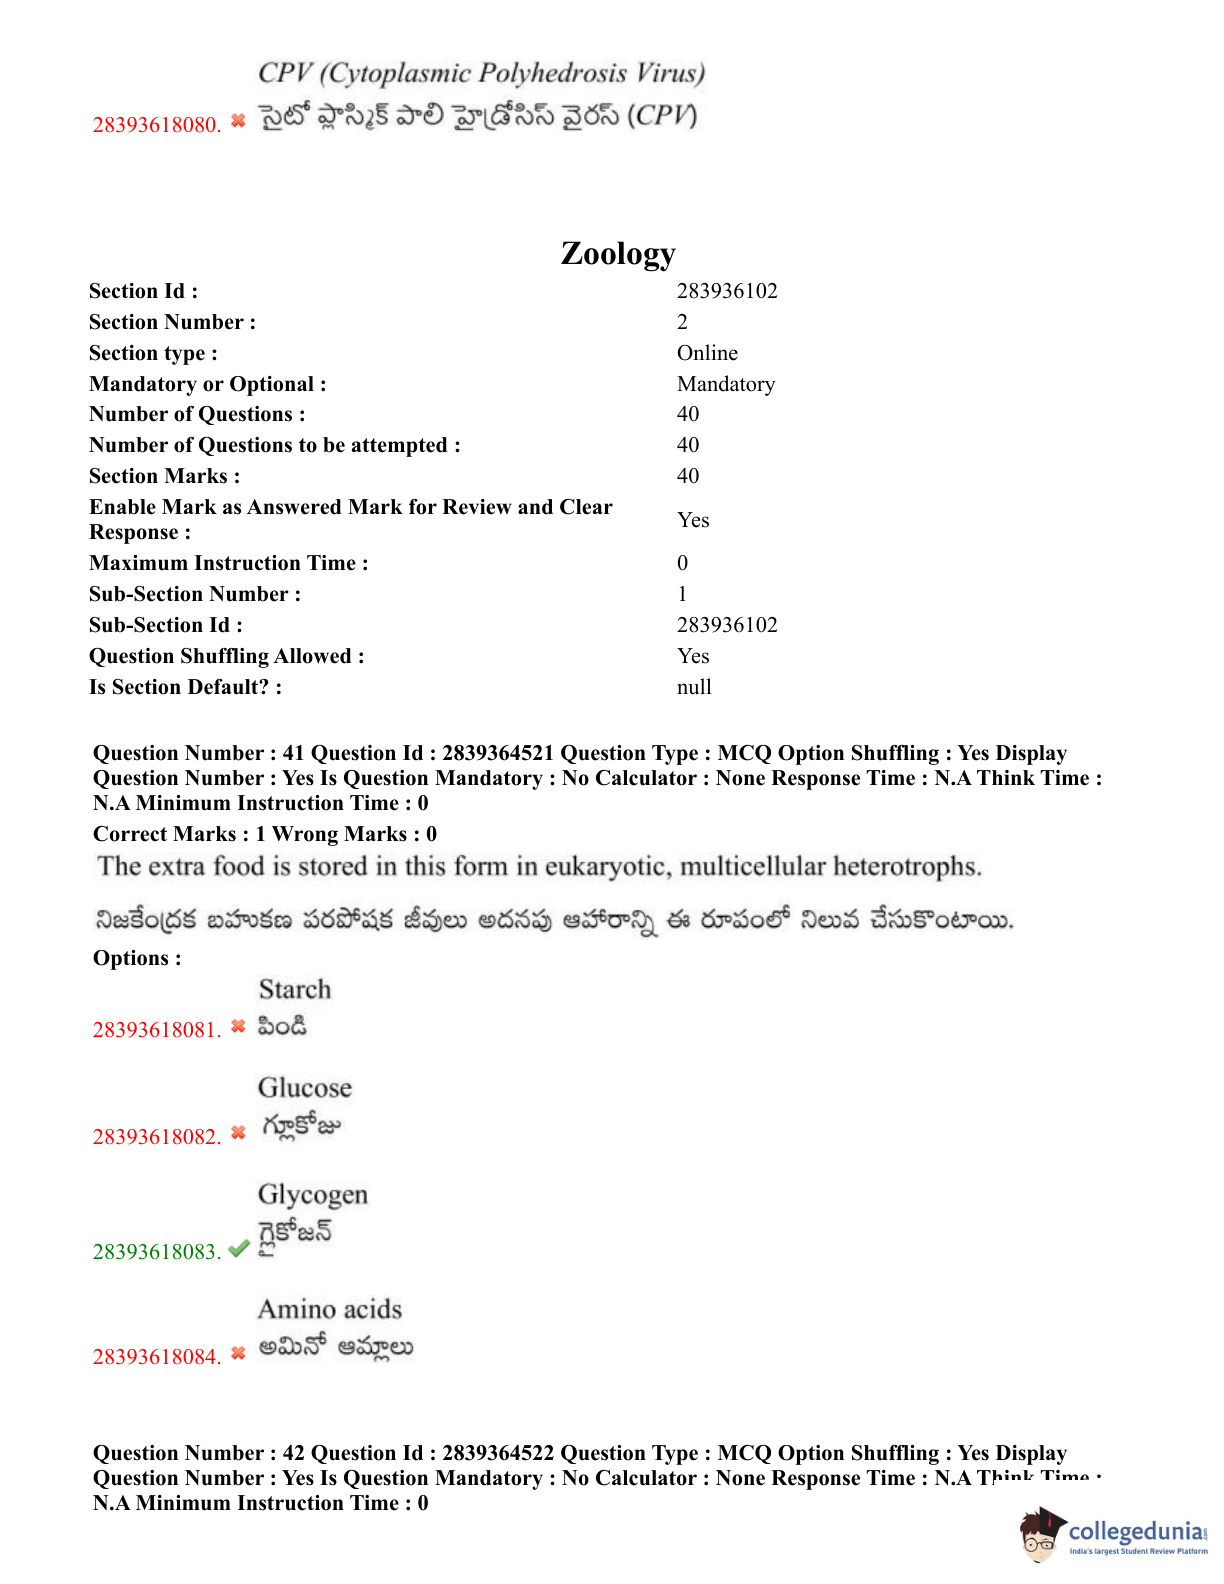 CPV (Cytoplasmic Polyhedrosis Virus)
28393618080. సైటో ప్లాస్మిక్ పాలి హైడ్రోసిస్ వైరస్ (CPV)
Zoology
Section Id : 283936102
Section Number : 2
Section type : Online
Mandatory or Optional : Mandatory
Number of Questions : 40
Number of Questions to be attempted : 40
Section Marks : 40
Enable Mark as Answered Mark for Review and Clear
Response : Yes
Maximum Instruction Time : 0
Sub-Section Number : 1
Sub-Section Id : 283936102
Question Shuffling Allowed : Yes
Is Section Default? : null
Question Number : 41 Question Id : 2839364521 Question Type : MCQ Option Shuffling : Yes Display
Question Number : Yes Is Question Mandatory : No Calculator : None Response Time : N.A Think Time :
N.A Minimum Instruction Time : 0
Correct Marks : 1 Wrong Marks : 0
The extra food is stored in this form in eukaryotic, multicellular heterotrophs.
నిజకేంద్రక బహుకణ పరపోషక జీవులు అదనపు ఆహారాన్ని ఈ రూపంలో నిలువ చేసుకొంటాయి.
Options :
Starch
28393618081. పిండి
Glucose
28393618082. గ్లూకోజు
Glycogen
28393618083. గ్లైకోజన్
Amino acids
28393618084. అమినో ఆమ్లాలు
Question Number : 42 Question Id : 2839364522 Question Type : MCQ Option Shuffling : Yes Display
Question Number : Yes Is Question Mandatory : No Calculator : None Response Time : N.A Think Time :
N.A Minimum Instruction Time : 0
collegedunia
India's largest Student Review Platform